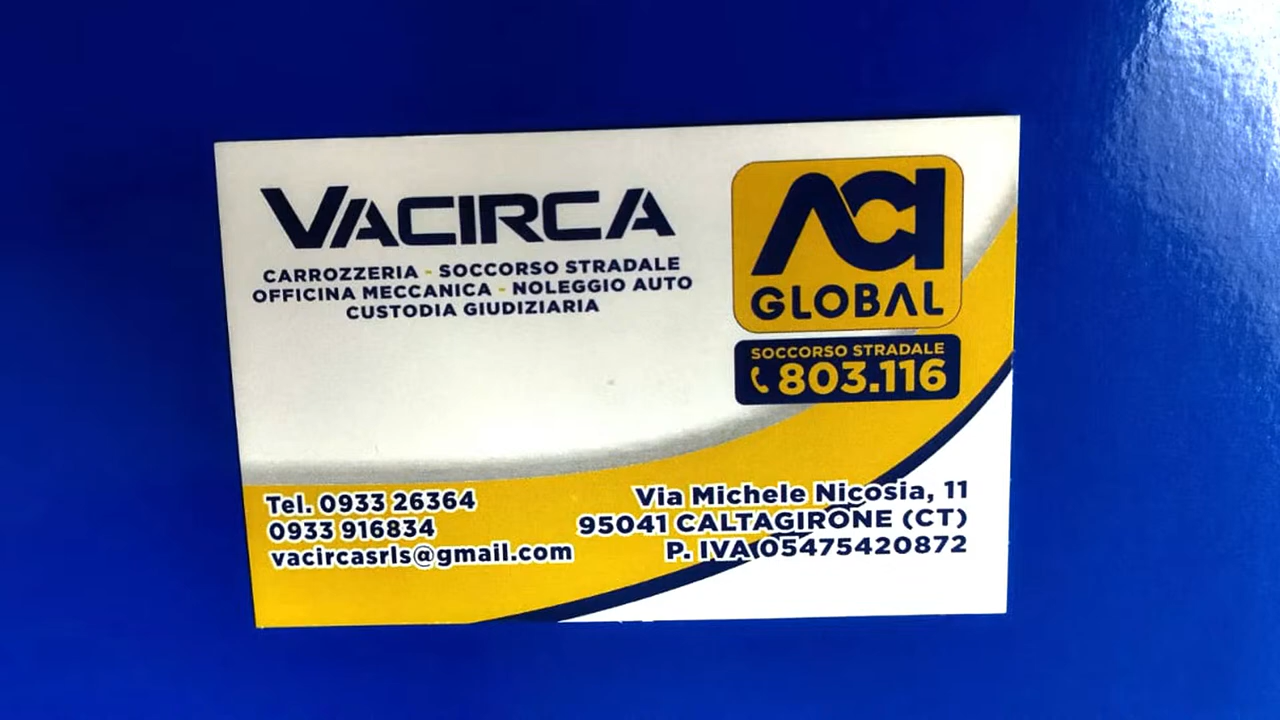 VACIRCA
CARROZZERIA - SOCCORSO STRADALE
OFFICINA MECCANICA - NOLEGGIO AUTO
CUSTODIA GIUDIZIARIA
ACI
GLOBAL
SOCCORSO STRADALE
803.116
Tel. 0933 26364
0933 916834
vacircasrls@gmail.com
Via Michele Nicosia, 11
95041 CALTAGIRONE (CT)
P. IVA 05475420872